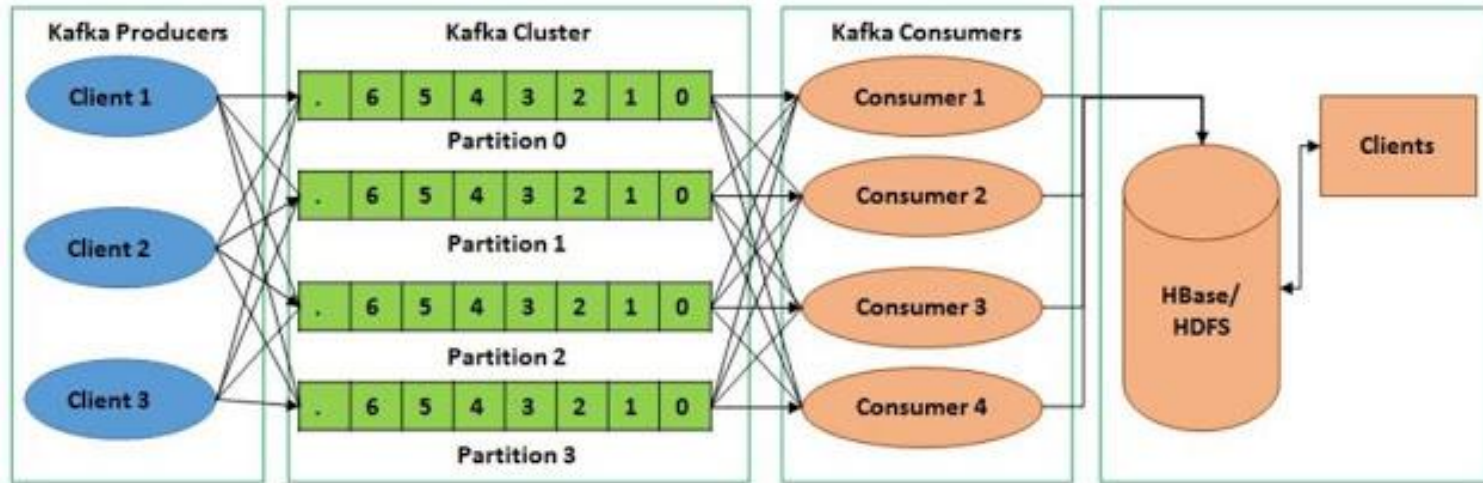 Kafka Producers
Client 1
Client 2
Client 3
Kafka Cluster
. 6 5 4 3 2 1 0
Partition 0
. 6 5 4 3 2 1 0
Partition 1
. 6 5 4 3 2 1 0
Partition 2
. 6 5 4 3 2 1 0
Partition 3
Kafka Consumers
Consumer 1
Consumer 2
Consumer 3
Consumer 4
HBase/
HDFS
Clients